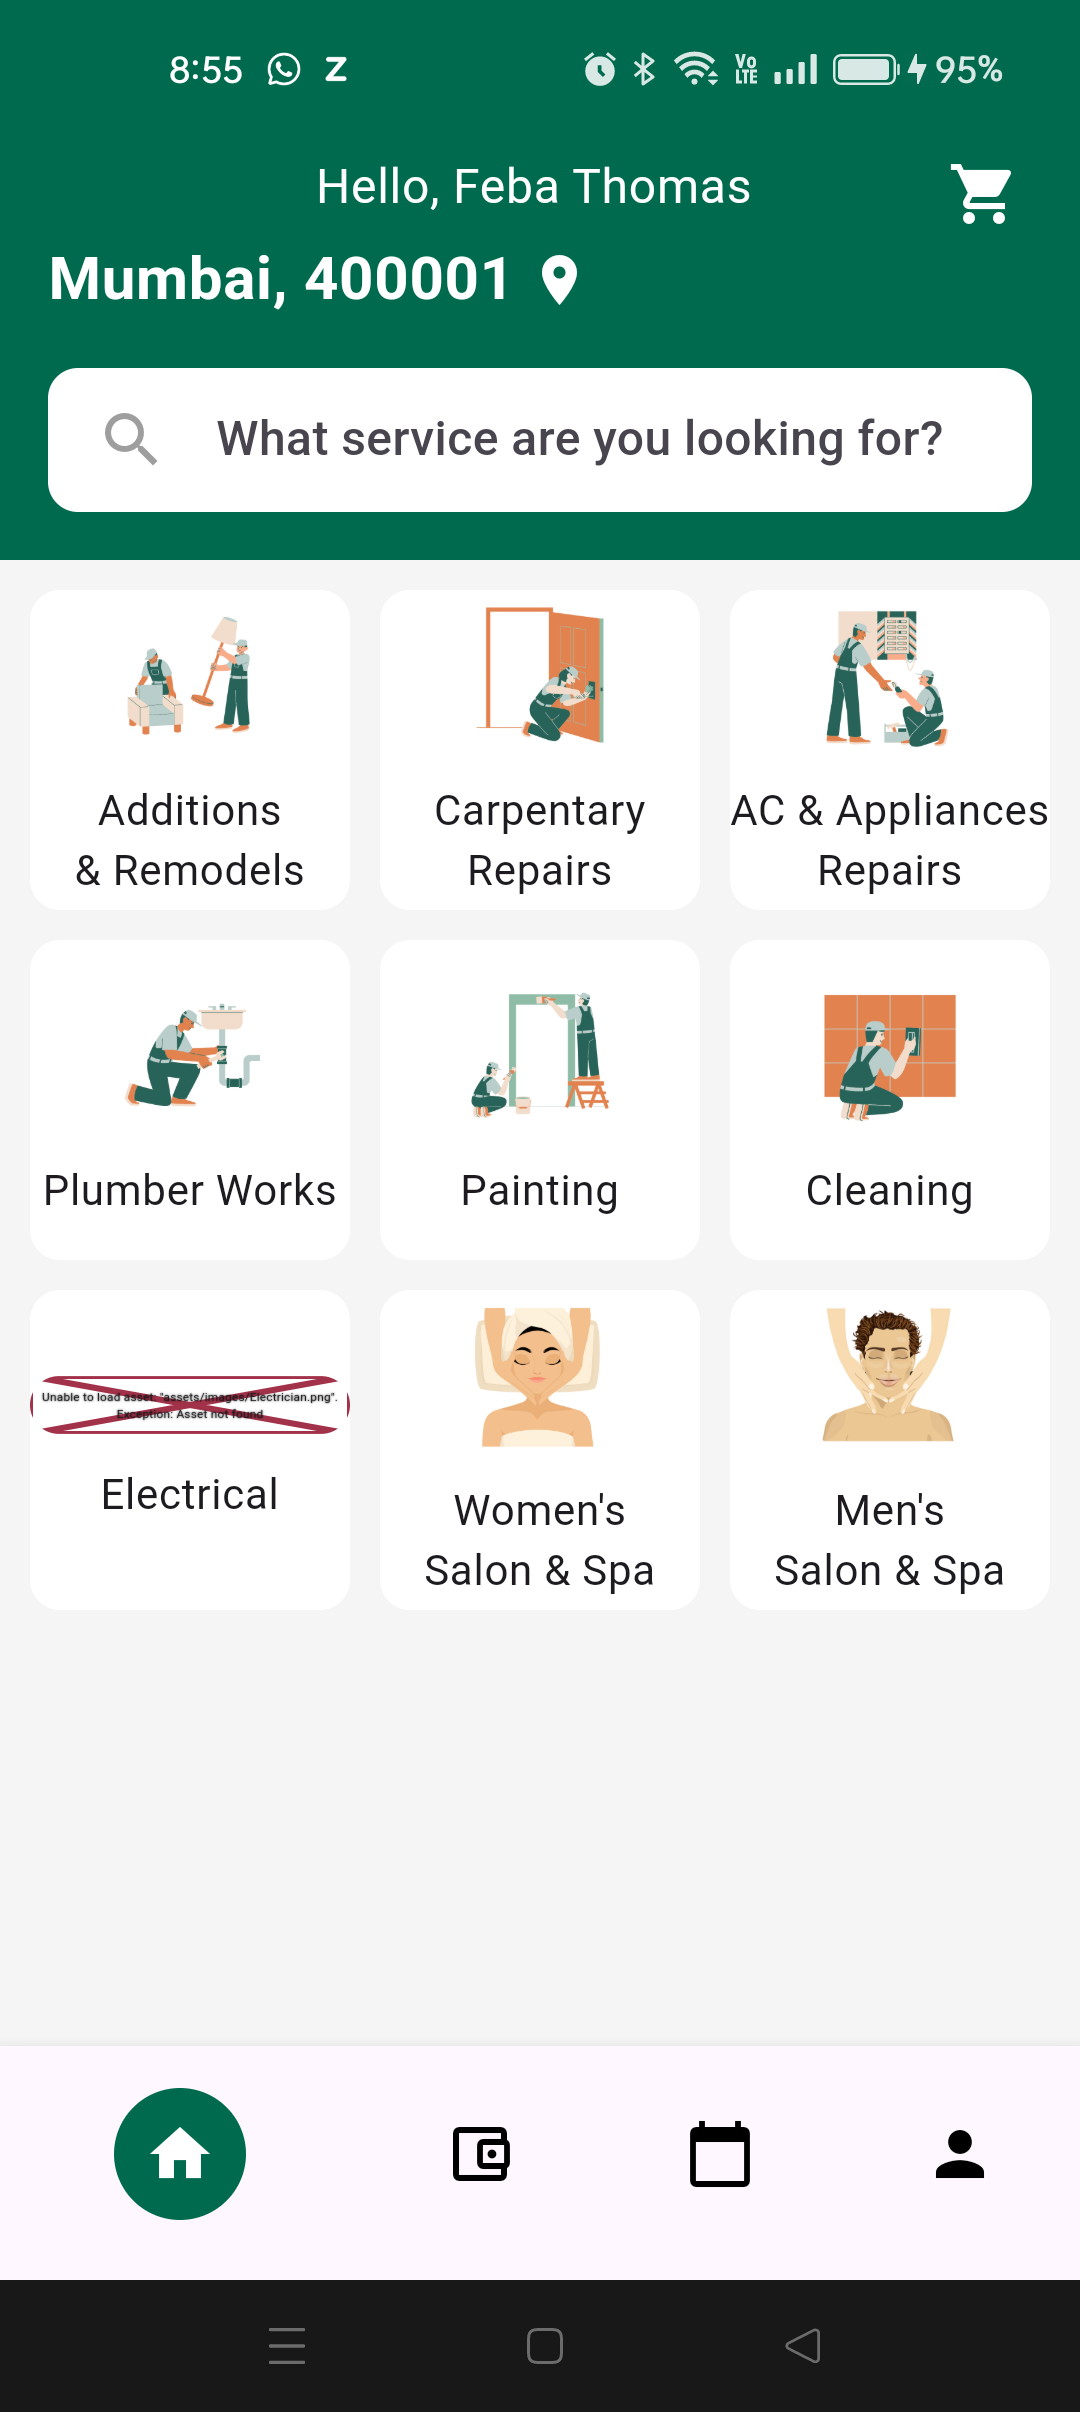 8:55 Z Vo LTE 95%
Hello, Feba Thomas
Mumbai, 400001
What service are you looking for?
Additions
& Remodels
Carpentary
Repairs
AC & Appliances
Repairs
Plumber Works
Painting
Cleaning
Unable to load asset: "assets/images/Electrician.png".
Exception: Asset not found
Electrical
Women's
Salon & Spa
Men's
Salon & Spa